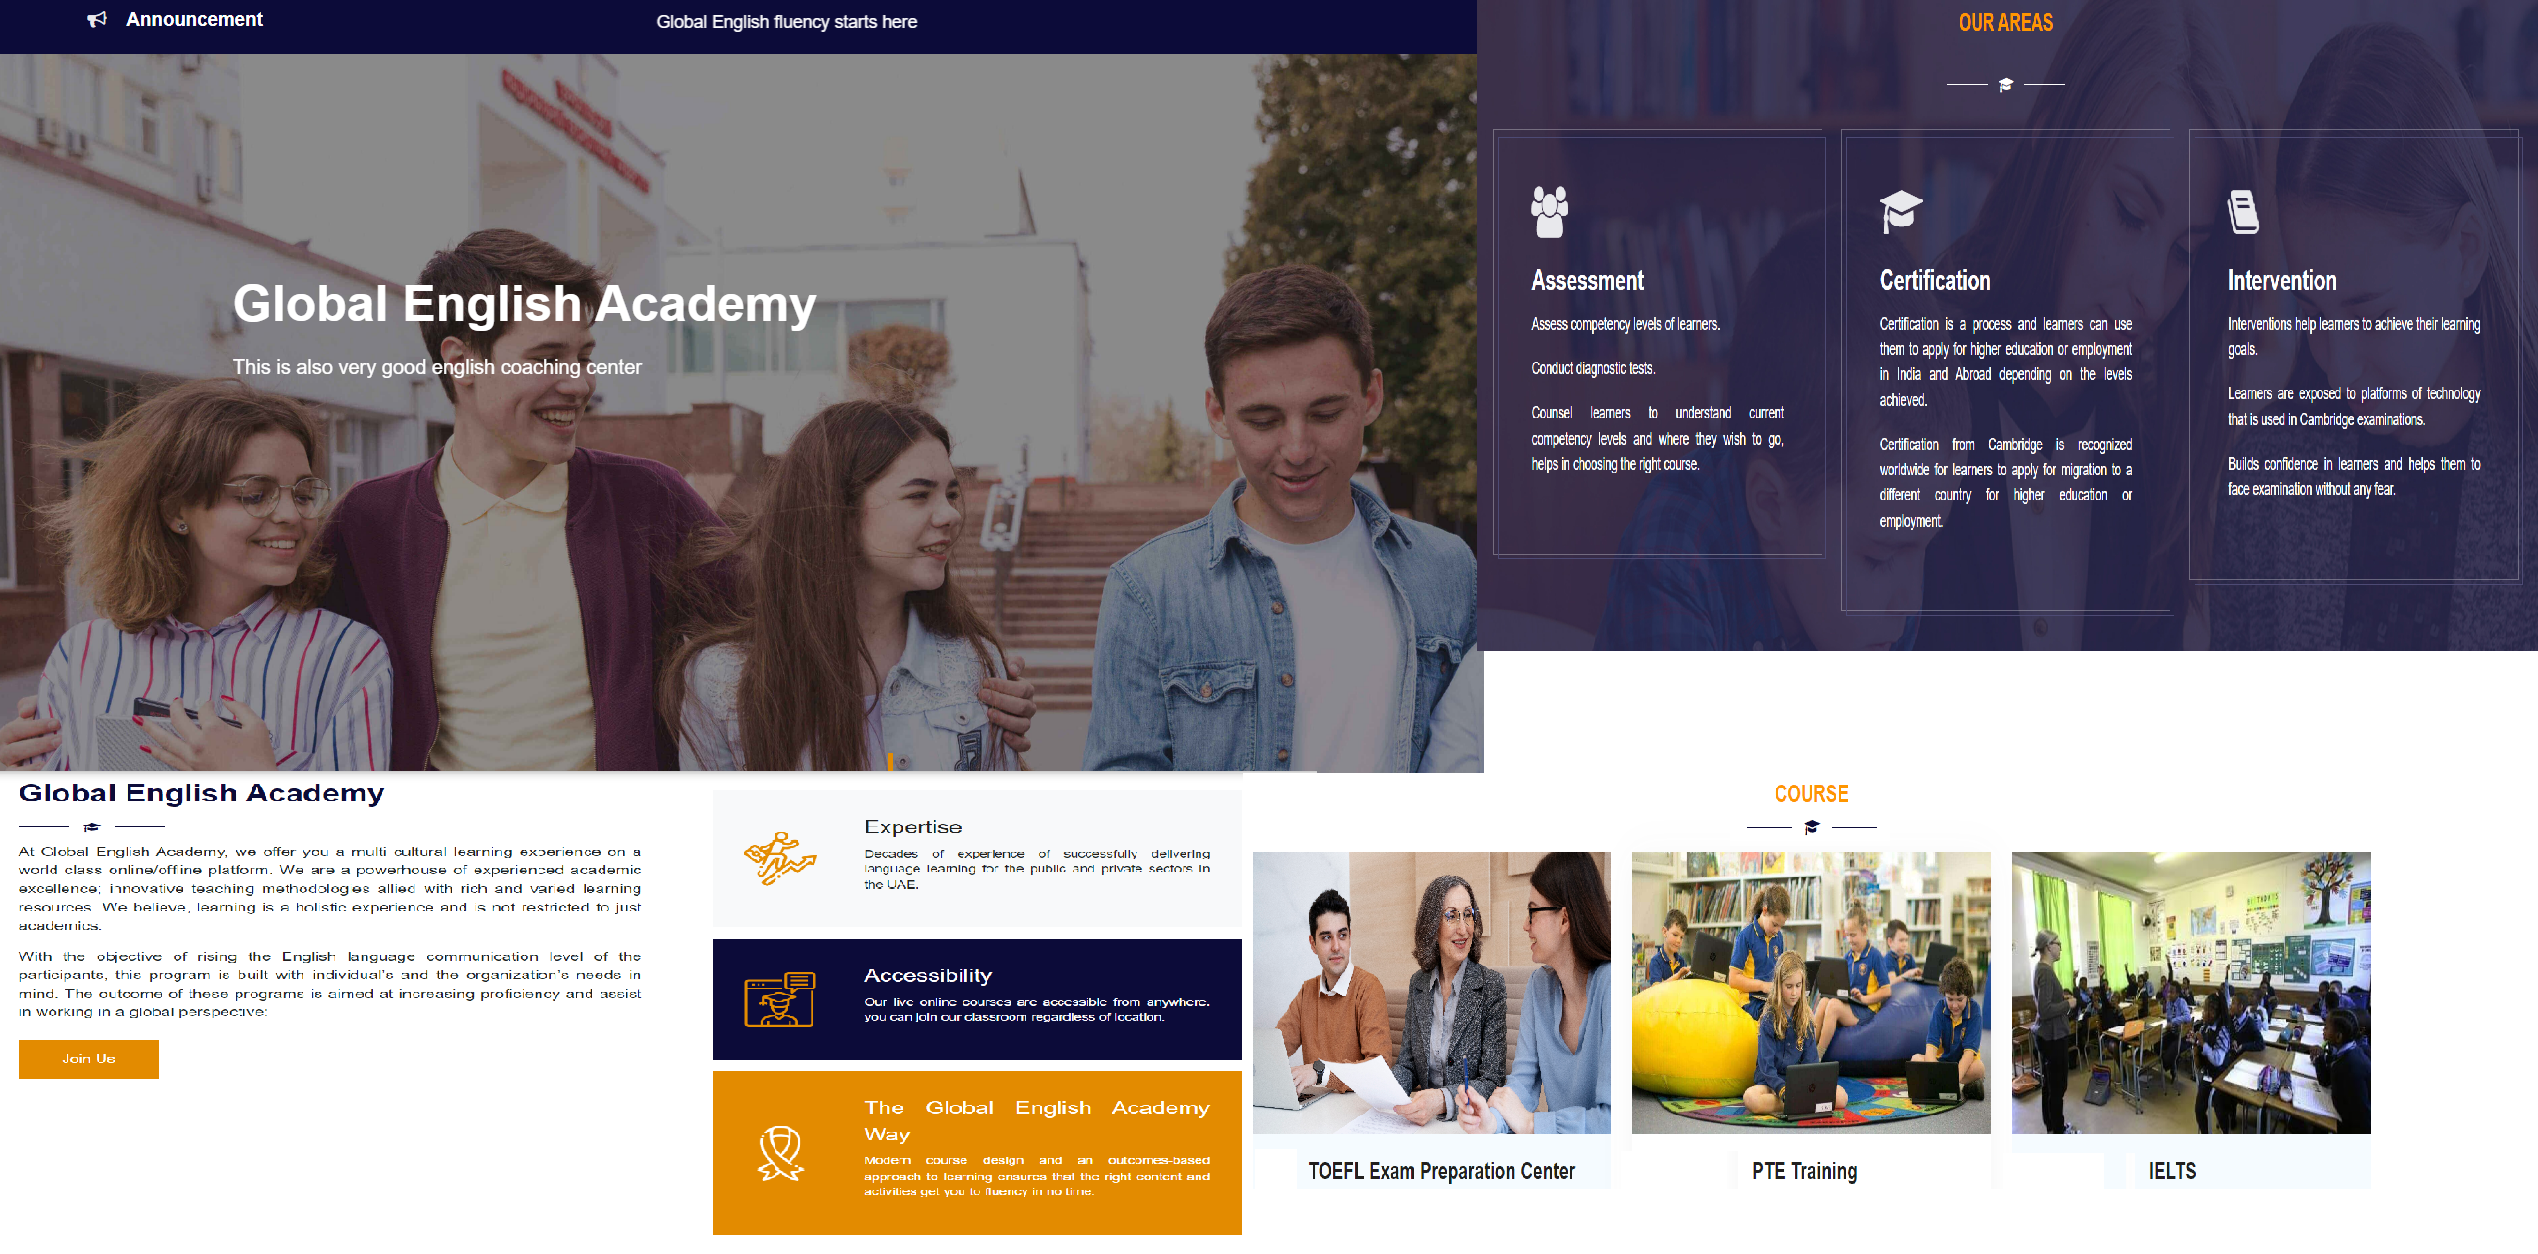 Announcement
Global English fluency starts here
Global English Academy
This is also very good english coaching center
OUR AREAS
Assessment
Assess competency levels of learners.
Conduct diagnostic tests.
Counsel learners to understand current
competency levels and where they wish to go,
helps in choosing the right course.
Certification
Certification is a process and learners can use
them to apply for higher education or employment
in India and Abroad depending on the levels
achieved.
Certification from Cambridge is recognized
worldwide for learners to apply for migration to a
different country for higher education or
employment.
Intervention
Interventions help learners to achieve their learning
goals.
Learners are exposed to platforms of technology
that is used in Cambridge examinations.
Builds confidence in learners and helps them to
face examination without any fear.
Global English Academy
At Global English Academy, we offer you a multi cultural learning experience on a
world class online/offline platform. We are a powerhouse of experienced academic
excellence; innovative teaching methodologies allied with rich and varied learning
resources. We believe, learning is a holistic experience and is not restricted to just
academics.
With the objective of rising the English language communication level of the
participants, this program is built with individual's and the organization's needs in
mind. The outcome of these programs is aimed at increasing proficiency and assist
in working in a global perspective:
Join Us
Expertise
Decades of experience of successfully delivering
language learning for the public and private sectors in
the UAE.
Accessibility
Our live online courses are accessible from anywhere,
you can join our classroom regardless of location.
The Global English Academy
Way
Modern course design and an outcomes-based
approach to learning ensures that the right content and
activities get you to fluency in no time.
COURSE
TOEFL Exam Preparation Center
PTE Training
IELTS